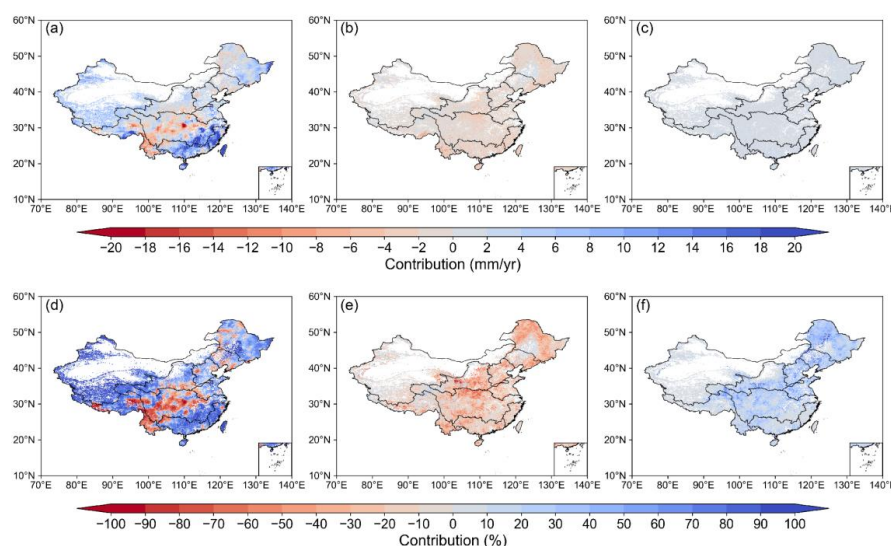 (a) (b) (c)
60°N 60°N 60°N
50°N 50°N 50°N
40°N 40°N 40°N
30°N 30°N 30°N
20°N 20°N 20°N
10°N 10°N 10°N
70°E 80°E 90°E 100°E 110°E 120°E 130°E 140°E 70°E 80°E 90°E 100°E 110°E 120°E 130°E 140°E 70°E 80°E 90°E 100°E 110°E 120°E 130°E 140°E
−20 −18 −16 −14 −12 −10 −8 −6 −4 −2 0 2 4 6 8 10 12 14 16 18 20
Contribution (mm/yr)
(d) (e) (f)
60°N 60°N 60°N
50°N 50°N 50°N
40°N 40°N 40°N
30°N 30°N 30°N
20°N 20°N 20°N
10°N 10°N 10°N
70°E 80°E 90°E 100°E 110°E 120°E 130°E 140°E 70°E 80°E 90°E 100°E 110°E 120°E 130°E 140°E 70°E 80°E 90°E 100°E 110°E 120°E 130°E 140°E
−100 −90 −80 −70 −60 −50 −40 −30 −20 −10 0 10 20 30 40 50 60 70 80 90 100
Contribution (%)